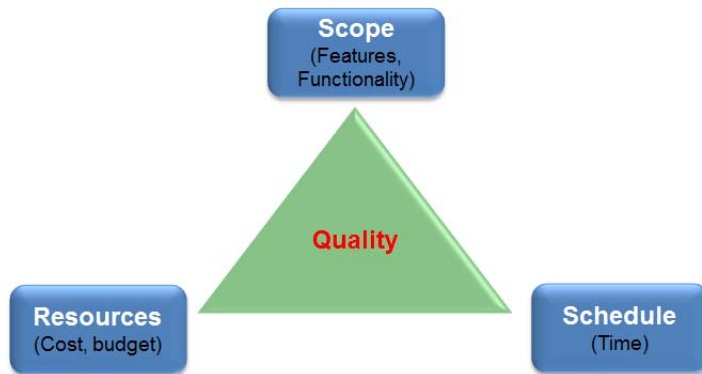 Scope
(Features,
Functionality)
Quality
Resources
(Cost, budget)
Schedule
(Time)